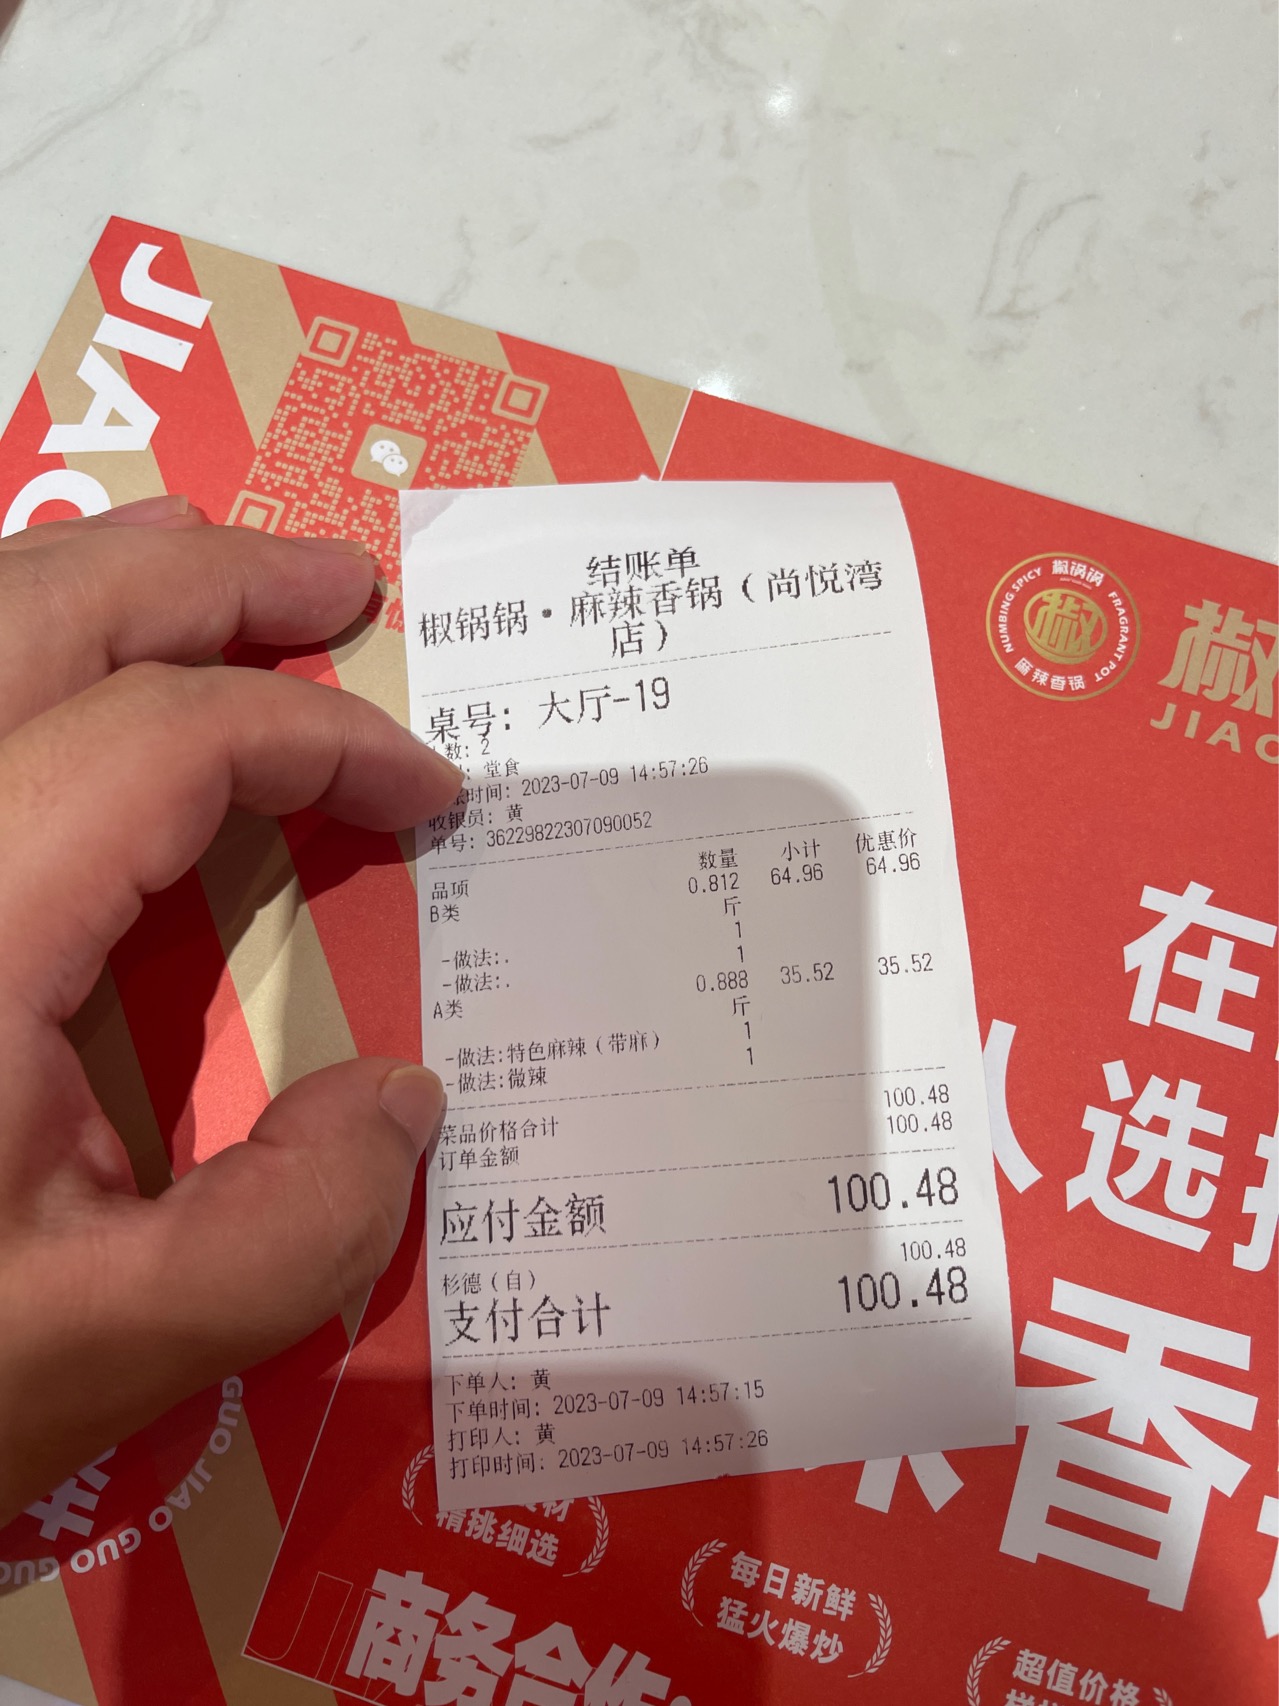 JIAO
结账单
椒锅锅·麻辣香锅（尚悦湾
店）
桌号：大厅-19
数：2
：堂食
账时间：2023-07-09 14:57:26
收银员：黄
单号：36229822307090052
品项 数量 小计 优惠价
B类 0.812 64.96 64.96
斤
-做法:. 1
-做法:. 1
A类 0.888 35.52 35.52
斤
-做法:特色麻辣（带麻） 1
-做法:微辣 1
菜品价格合计 100.48
订单金额 100.48
应付金额 100.48
杉德（自） 100.48
支付合计 100.48
下单人：黄
下单时间：2023-07-09 14:57:15
打印人：黄
打印时间：2023-07-09 14:57:26
椒锅锅
NUMBING SPICY FRAGRANT POT
椒
麻辣香锅
椒
JIAO
在
人选择
香
材
精挑细选
每日新鲜
猛火爆炒
超值价格
商务合作:
GUO JIAO GUO GUO